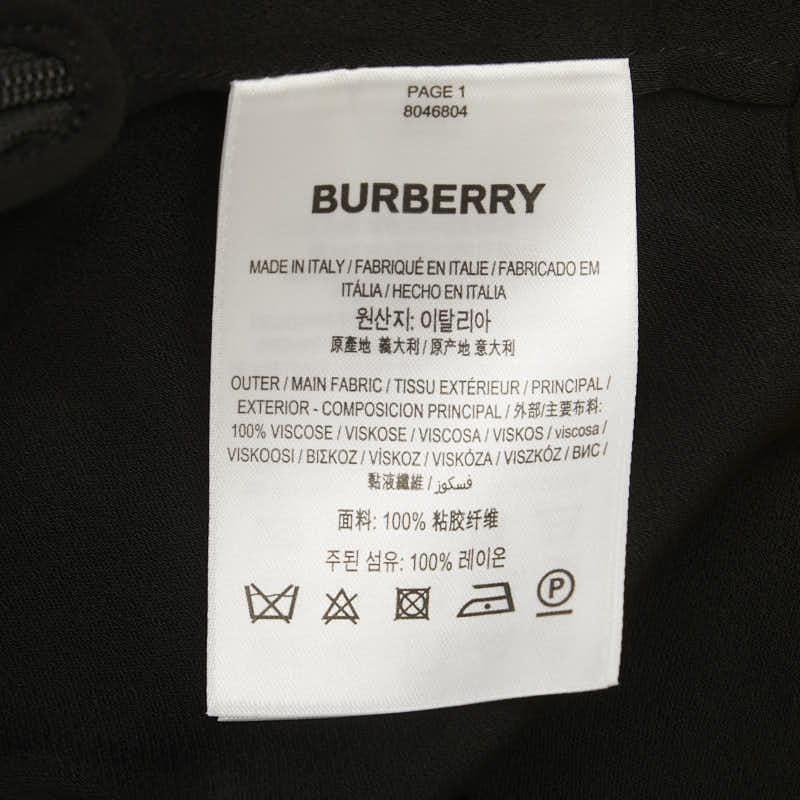 PAGE 1
8046804
BURBERRY
MADE IN ITALY / FABRIQUÉ EN ITALIE / FABRICADO EM
ITÁLIA / HECHO EN ITALIA
원산지: 이탈리아
原產地 義大利 / 原产地 意大利
OUTER / MAIN FABRIC / TISSU EXTÉRIEUR / PRINCIPAL /
EXTERIOR - COMPOSICION PRINCIPAL / 外部/主要布料:
100% VISCOSE / VISKOSE / VISCOSA / VISKOS / viscosa /
VISKOOSI / ΒΙΣΚΟΖ / VİSKOZ / VISKÓZA / VISZKÓZ / ВИС /
黏液纖維 / فسكوز
面料: 100% 粘胶纤维
주된 섬유: 100% 레이온
P